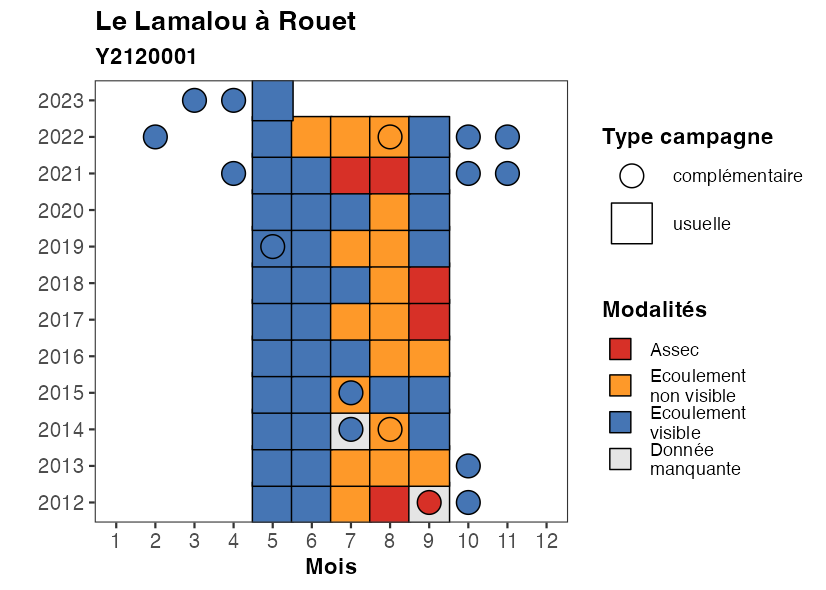 Le Lamalou à Rouet
Y2120001
2023
2022
2021
2020
2019
2018
2017
2016
2015
2014
2013
2012
1 2 3 4 5 6 7 8 9 10 11 12
Mois
Type campagne
complémentaire
usuelle
Modalités
Assec
Ecoulement
non visible
Ecoulement
visible
Donnée
manquante